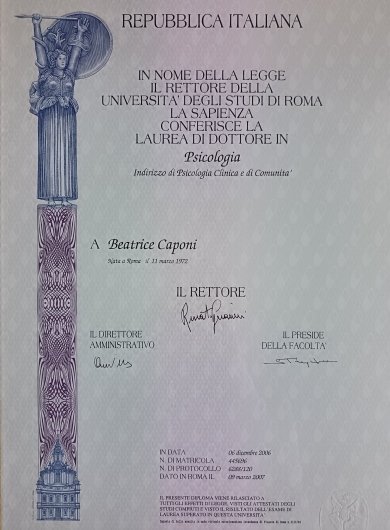 REPUBBLICA ITALIANA
IN NOME DELLA LEGGE
IL RETTORE DELLA
UNIVERSITA' DEGLI STUDI DI ROMA
LA SAPIENZA
CONFERISCE LA
LAUREA DI DOTTORE IN
Psicologia
Indirizzo di Psicologia Clinica e di Comunita'
A Beatrice Caponi
Nata a Roma il 11 marzo 1972
IL RETTORE
IL DIRETTORE
AMMINISTRATIVO
IL PRESIDE
DELLA FACOLTA'
IN DATA 06 dicembre 2006
N. DI MATRICOLA
N. DI PROTOCOLLO 6288/120
DATO IN ROMA IL 09 marzo 2007
IL PRESENTE DIPLOMA VIENE RILASCIATO A
TUTTI GLI EFFETTI DI LEGGE, VISTI GLI ATTESTATI DEGLI
STUDI COMPIUTI E VISTO IL RISULTATO DELL'ESAME DI
LAUREA SUPERATO IN QUESTA UNIVERSITA'